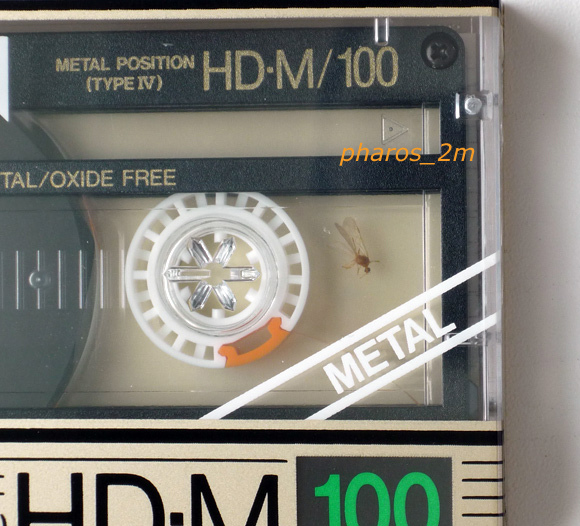 METAL POSITION
(TYPE IV)
HD·M/100
pharos_2m
TAL/OXIDE FREE
METAL
HD·M
100